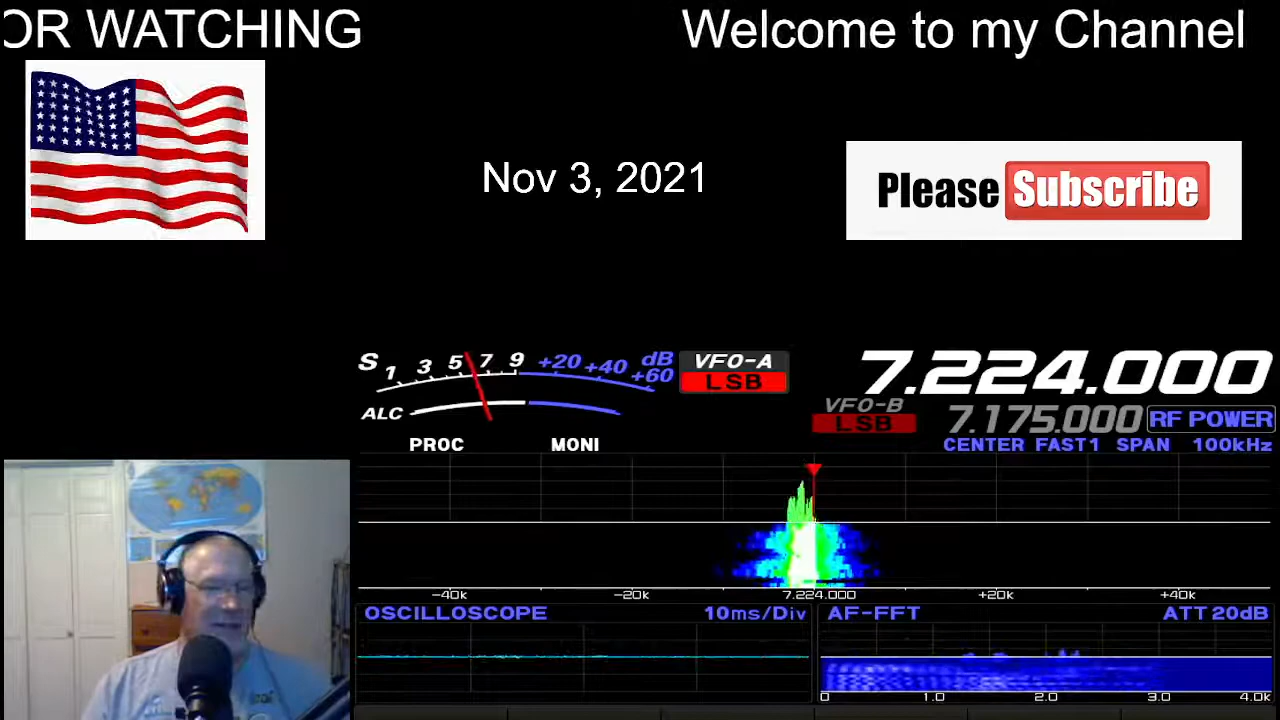 OR WATCHING
Welcome to my Channel
Nov 3, 2021
Please Subscribe
S 1 3 5 7 9 +20 +40 +60 dB
ALC
PROC MONI
VFO-A
LSB
7.224.000
VFO-B
LSB
7.175.000
RF POWER
CENTER FAST1 SPAN 100kHz
-40k -20k 7.224.000 +20k +40k
OSCILLOSCOPE 10ms/Div
AF-FFT ATT 20dB
0 1.0 2.0 3.0 4.0k